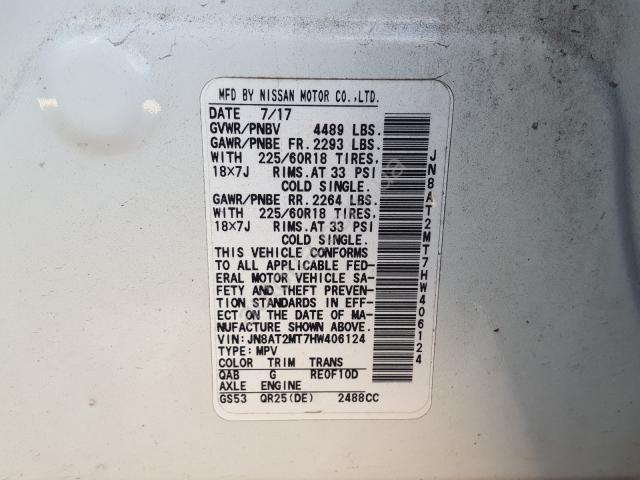 MFD BY NISSAN MOTOR CO.,LTD.
DATE 7/17
GVWR/PNBV 4489 LBS.
GAWR/PNBE FR. 2293 LBS.
WITH 225/60R18 TIRES,
18×7J RIMS.AT 33 PSI
COLD SINGLE.
GAWR/PNBE RR. 2264 LBS.
WITH 225/60R18 TIRES,
18×7J RIMS.AT 33 PSI
COLD SINGLE.
THIS VEHICLE CONFORMS
TO ALL APPLICABLE FED-
ERAL MOTOR VEHICLE SA-
FETY AND THEFT PREVEN-
TION STANDARDS IN EFF-
ECT ON THE DATE OF MA-
NUFACTURE SHOWN ABOVE.
VIN: JN8AT2MT7HW406124
TYPE: MPV
COLOR TRIM TRANS
QAB G RE0F10D
AXLE ENGINE
GS53 QR25(DE) 2488CC
JN8AT2MT7HW406124